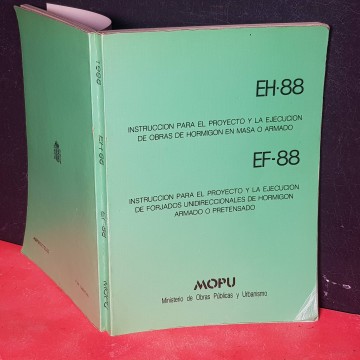 EH-88
INSTRUCCION PARA EL PROYECTO Y LA EJECUCION
DE OBRAS DE HORMIGON EN MASA O ARMADO
EF-88
INSTRUCCION PARA EL PROYECTO Y LA EJECUCION
DE FORJADOS UNIDIRECCIONALES DE HORMIGON
ARMADO O PRETENSADO
MOPU
Ministerio de Obras Públicas y Urbanismo
1988
EH-88
EF-88
MOPU